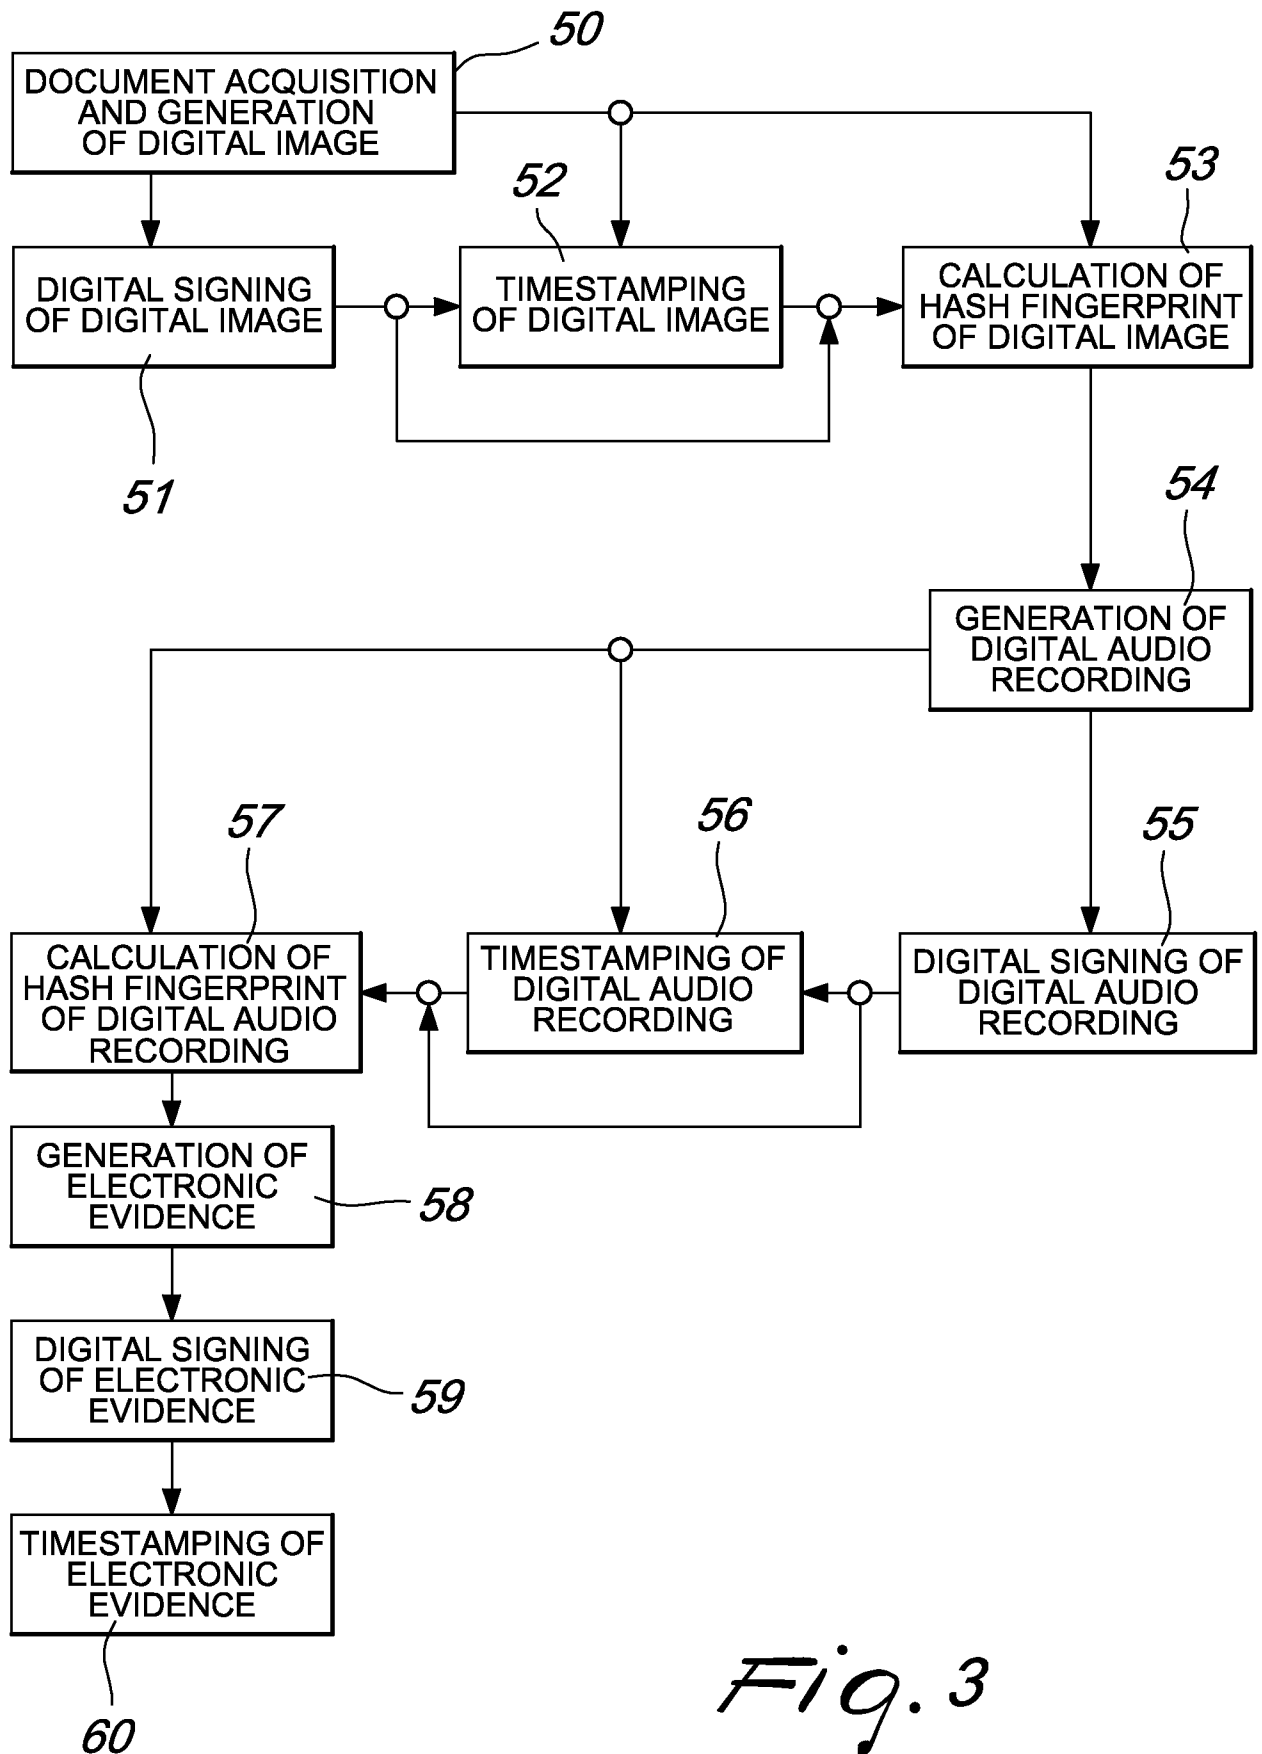 50
DOCUMENT ACQUISITION
AND GENERATION
OF DIGITAL IMAGE
52
53
DIGITAL SIGNING
OF DIGITAL IMAGE
TIMESTAMPING
OF DIGITAL IMAGE
CALCULATION OF
HASH FINGERPRINT
OF DIGITAL IMAGE
51
54
GENERATION OF
DIGITAL AUDIO
RECORDING
57
56
55
CALCULATION OF
HASH FINGERPRINT
OF DIGITAL AUDIO
RECORDING
TIMESTAMPING OF
DIGITAL AUDIO
RECORDING
DIGITAL SIGNING OF
DIGITAL AUDIO
RECORDING
GENERATION OF
ELECTRONIC
EVIDENCE
58
DIGITAL SIGNING
OF ELECTRONIC
EVIDENCE
59
TIMESTAMPING OF
ELECTRONIC
EVIDENCE
60
Fig. 3